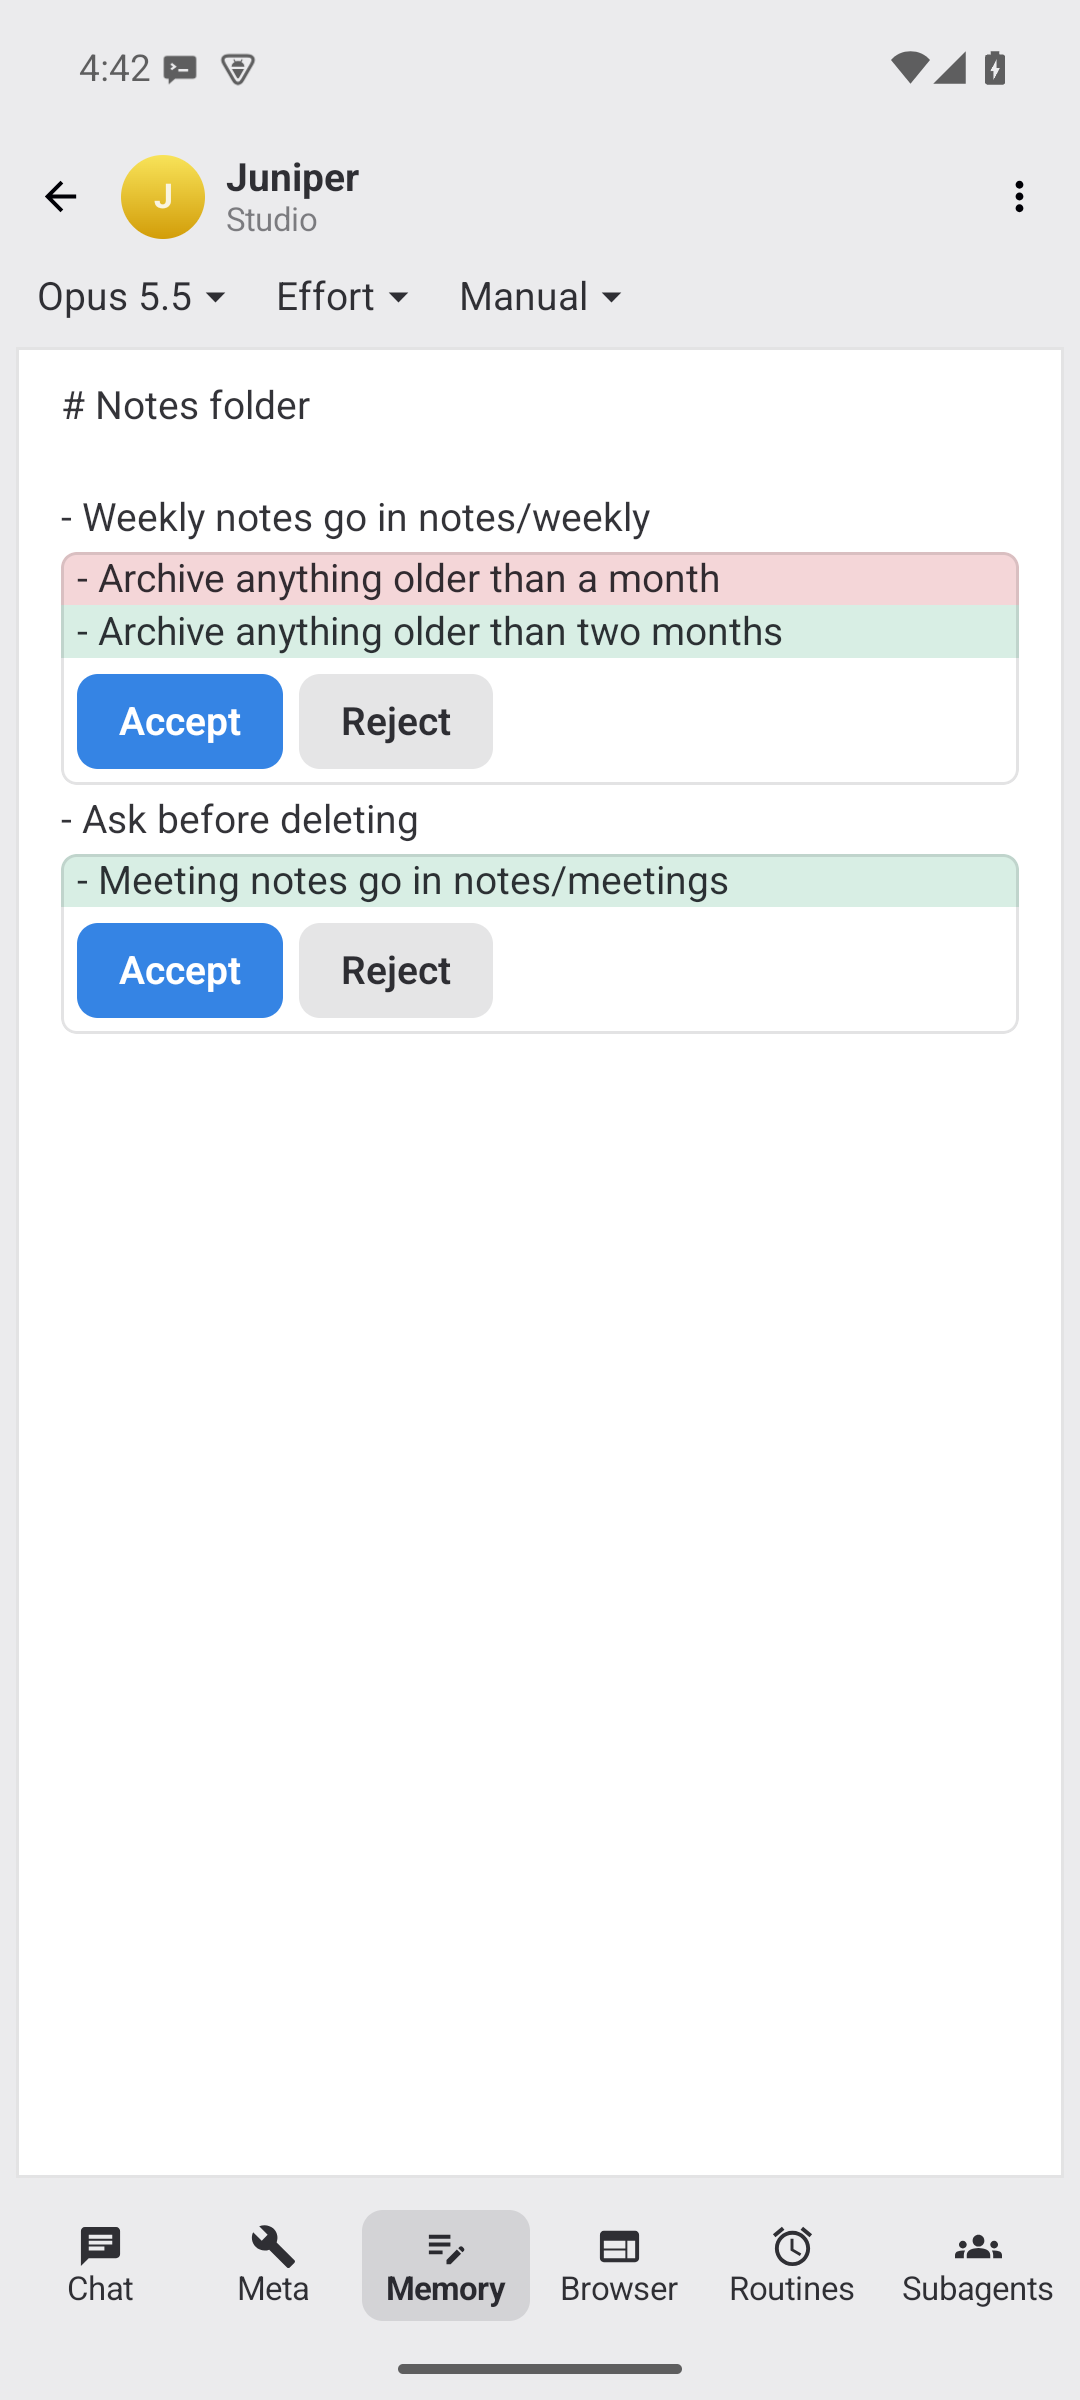 4:42
J
Juniper
Studio
Opus 5.5
Effort
Manual
# Notes folder
- Weekly notes go in notes/weekly
- Archive anything older than a month
- Archive anything older than two months
Accept
Reject
- Ask before deleting
- Meeting notes go in notes/meetings
Accept
Reject
Chat
Meta
Memory
Browser
Routines
Subagents